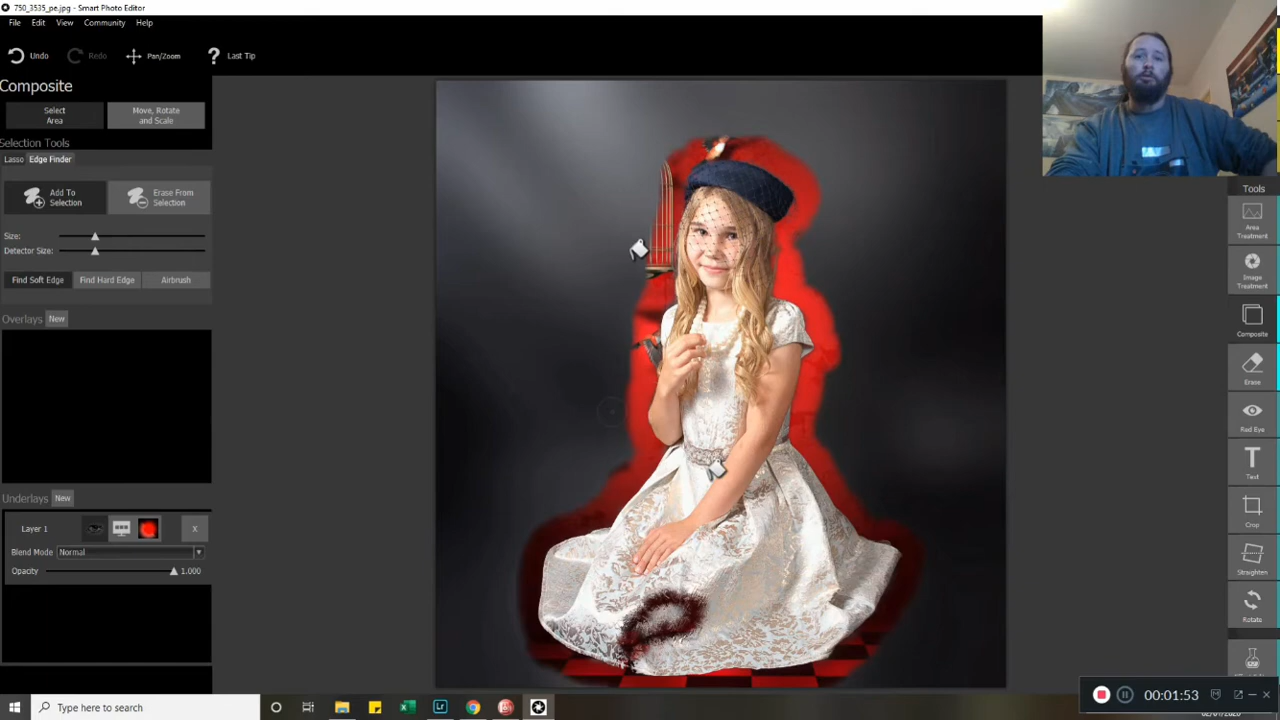 750_3535_pe.jpg - Smart Photo Editor
File Edit View Community Help
Undo Redo Pan/Zoom ? Last Tip
Composite
Select
Area
Move, Rotate
and Scale
Selection Tools
Lasso Edge Finder
Add To
Selection
Erase From
Selection
Size:
Detector Size:
Find Soft Edge Find Hard Edge Airbrush
Overlays New
Underlays New
Layer 1 X
Blend Mode Normal
Opacity 1.000
Tools
Area
Treatment
Image
Treatment
Composite
Erase
Red Eye
Text
Crop
Straighten
Rotate
Type here to search
00:01:53